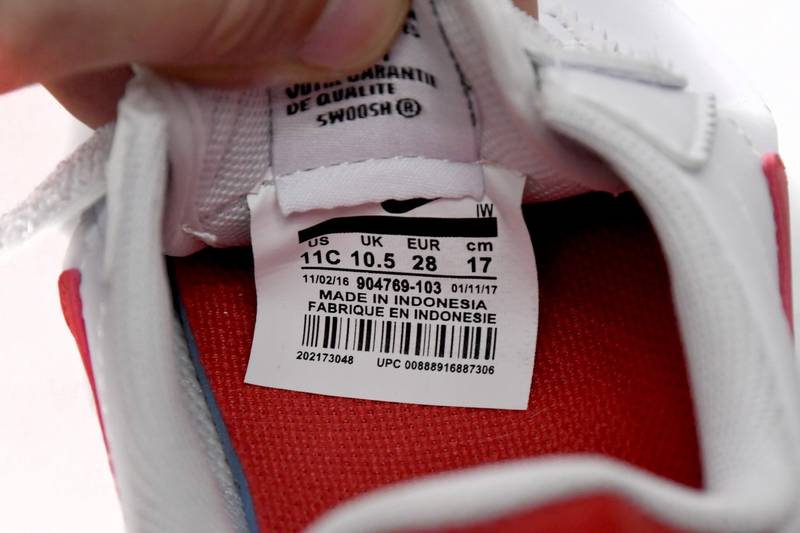 VOTRE GARANTIE
DE QUALITE
SWOOSH®
IW
US UK EUR cm
11C 10.5 28 17
11/02/16 904769-103 01/11/17
MADE IN INDONESIA
FABRIQUE EN INDONESIE
202173048 UPC 00888916887306